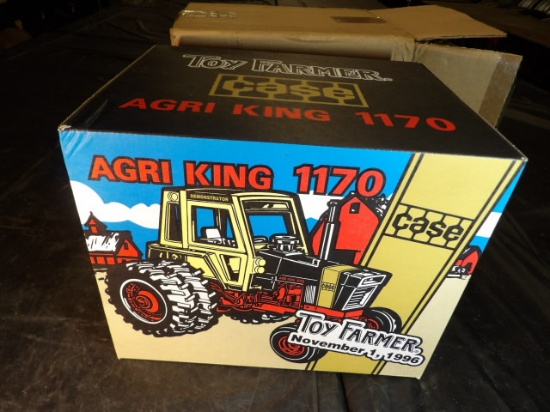 TOY FARMER
case
AGRI KING 1170
AGRI KING 1170
DEMONSTRATOR
case
case
TOY FARMER
November 1, 1996